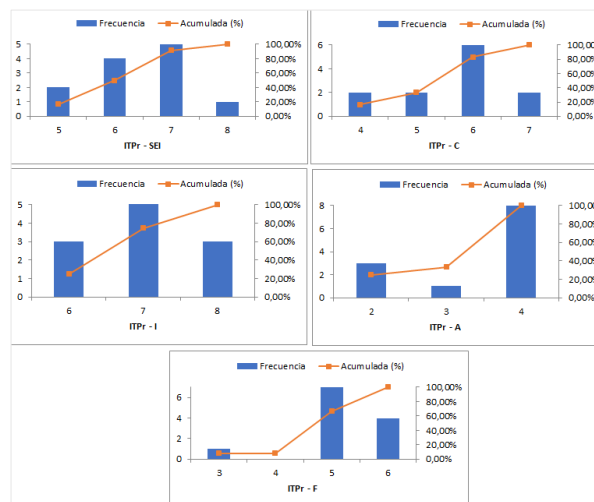 Frecuencia Acumulada (%)
5 100,00%
4 80,00%
3 60,00%
2 40,00%
1 20,00%
0 0,00%
5 6 7 8
ITPr - SEI
Frecuencia Acumulada (%)
6 100,00%
80,00%
4 60,00%
2 40,00%
20,00%
0 0,00%
4 5 6 7
ITPr - C
Frecuencia Acumulada (%)
5 100,00%
4 80,00%
3 60,00%
2 40,00%
1 20,00%
0 0,00%
6 7 8
ITPr - I
Frecuencia Acumulada (%)
8 100,00%
6 80,00%
4 60,00%
2 40,00%
20,00%
0 0,00%
2 3 4
ITPr - A
Frecuencia Acumulada (%)
100,00%
6 80,00%
4 60,00%
2 40,00%
20,00%
0 0,00%
3 4 5 6
ITPr - F